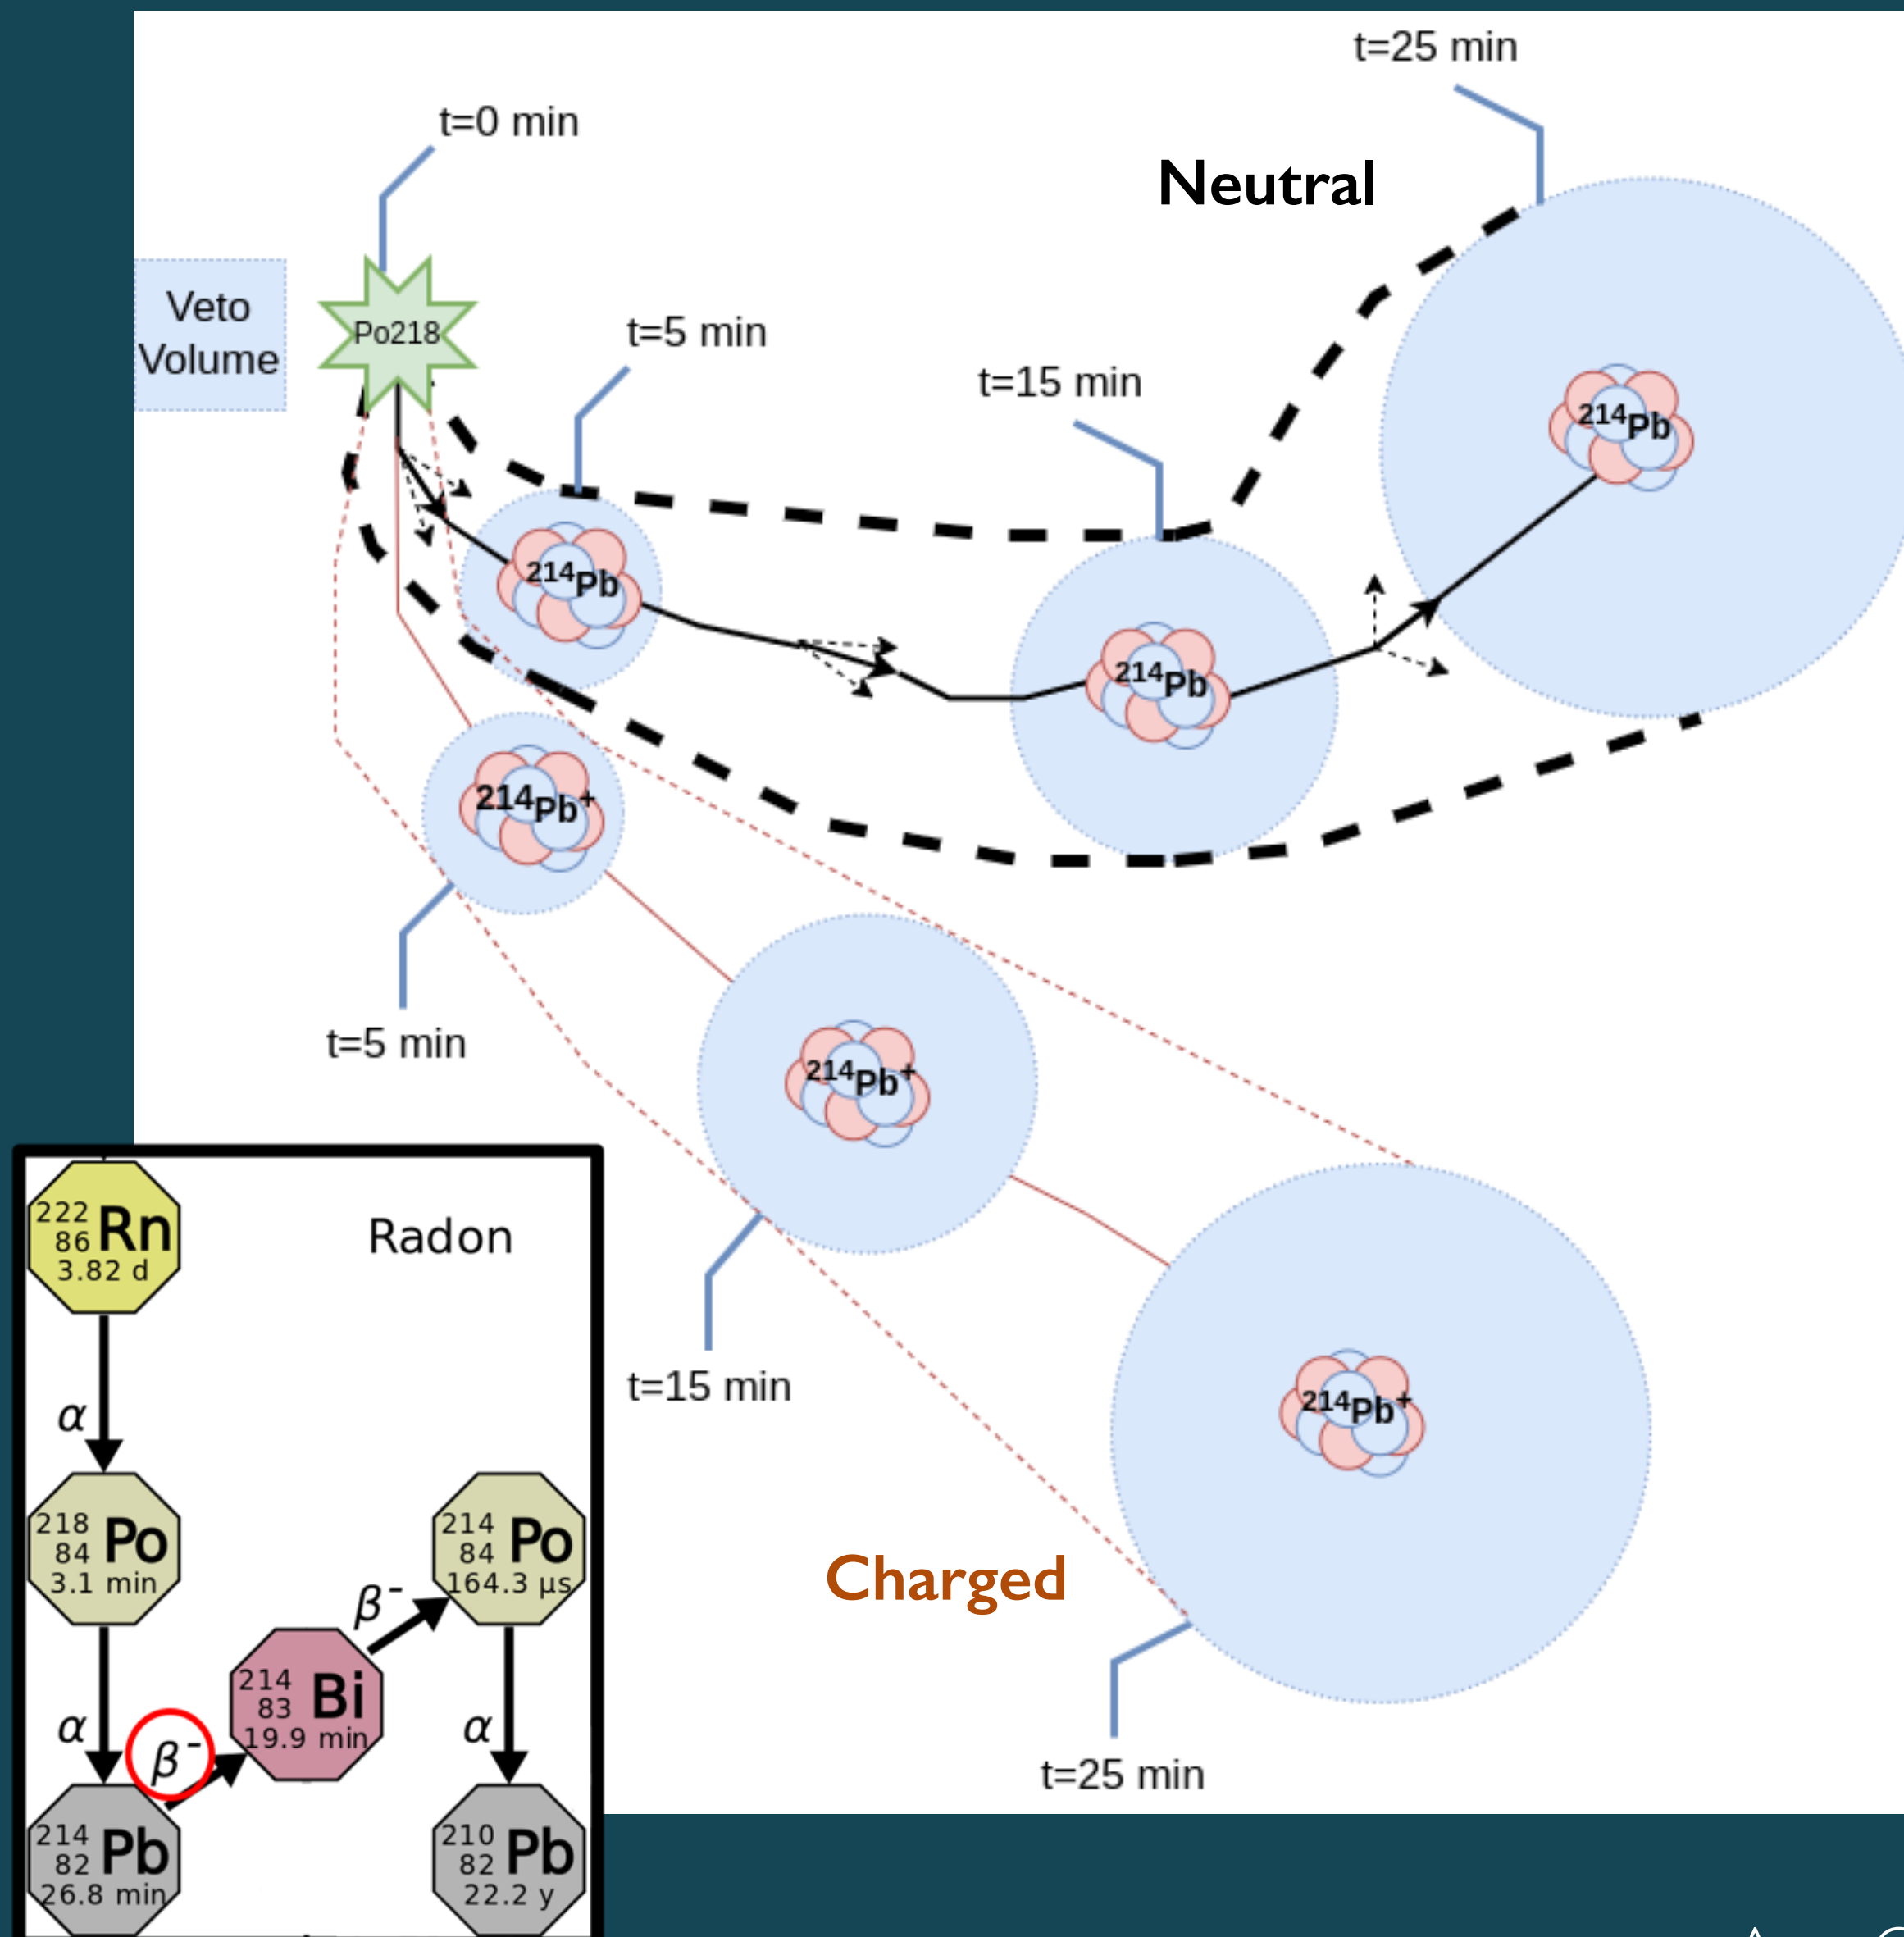 t=25 min
t=0 min
Neutral
Veto
Volume
Po218
t=5 min
t=15 min
214Pb
214Pb
214Pb
214Pb+
t=5 min
214Pb+
t=15 min
214Pb+
Charged
t=25 min
Radon
222
86
Rn
3.82 d
α
218
84
Po
3.1 min
α
214
82
Pb
26.8 min
β-
214
83
Bi
19.9 min
β-
214
84
Po
164.3 µs
α
210
82
Pb
22.2 y